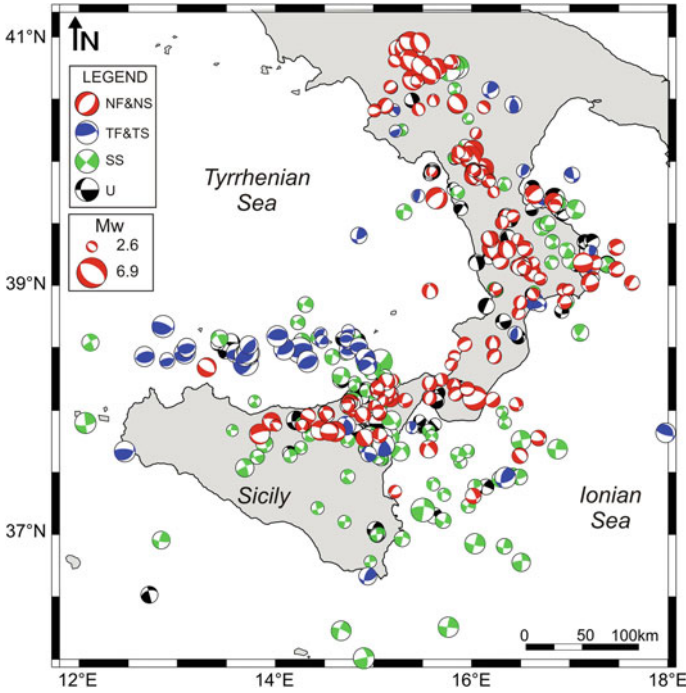 41°N
N
LEGEND
NF&NS
TF&TS
SS
U
Mw
2.6
6.9
Tyrrhenian
Sea
39°N
37°N
Sicily
Ionian
Sea
0 50 100km
12°E 14°E 16°E 18°E